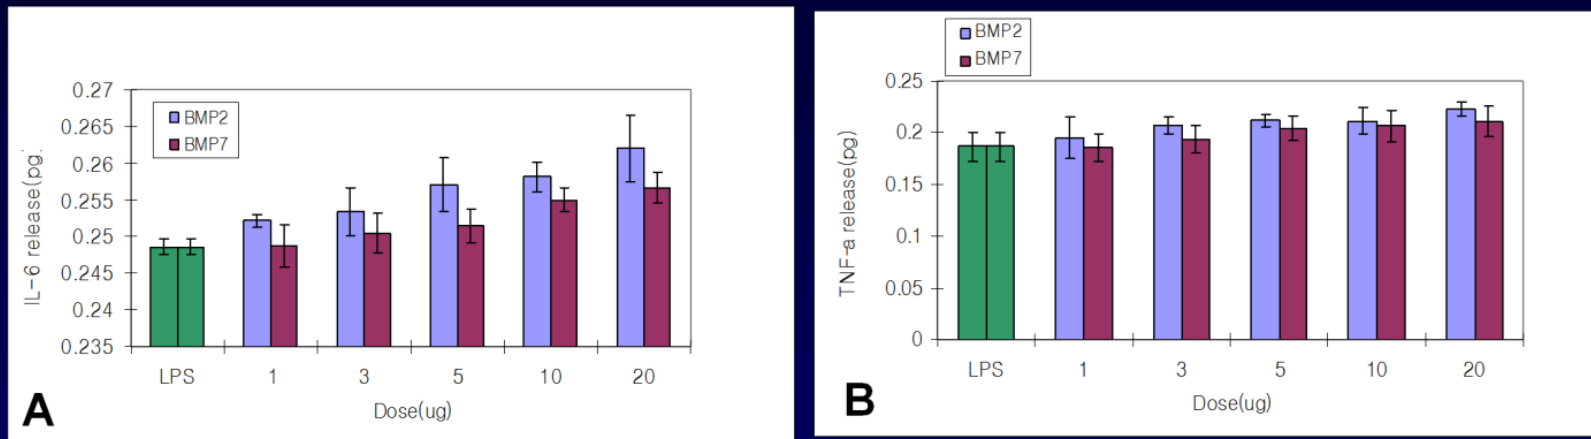 BMP2
BMP7
0.27
0.265
0.26
0.255
0.25
0.245
0.24
0.235
IL-6 release(pg)
LPS 1 3 5 10 20
Dose(ug)
A
BMP2
BMP7
0.25
0.2
0.15
0.1
0.05
0
TNF-a release(pg)
LPS 1 3 5 10 20
Dose(ug)
B